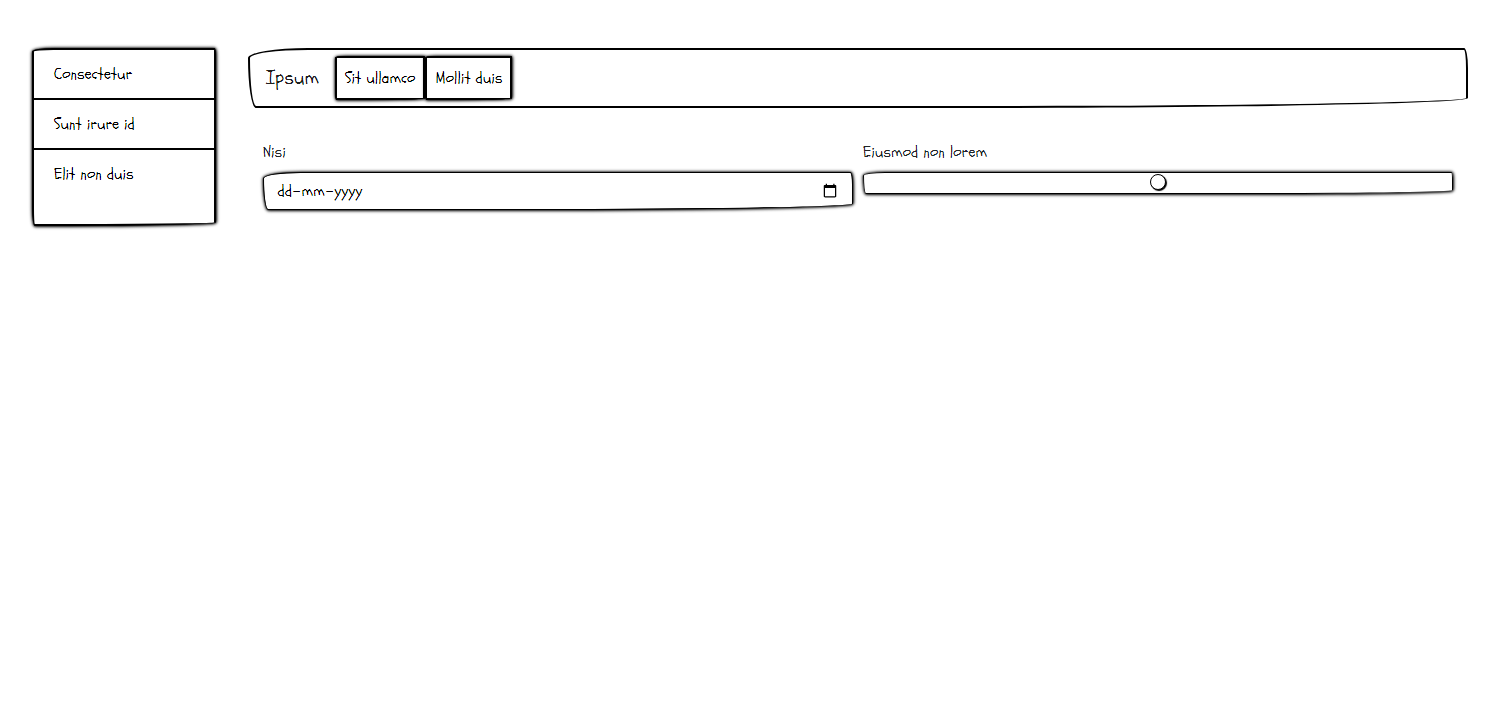 Consectetur
Sunt irure id
Elit non duis
Ipsum Sit ullamco Mollit duis
Nisi
dd-mm-yyyy
Eiusmod non lorem